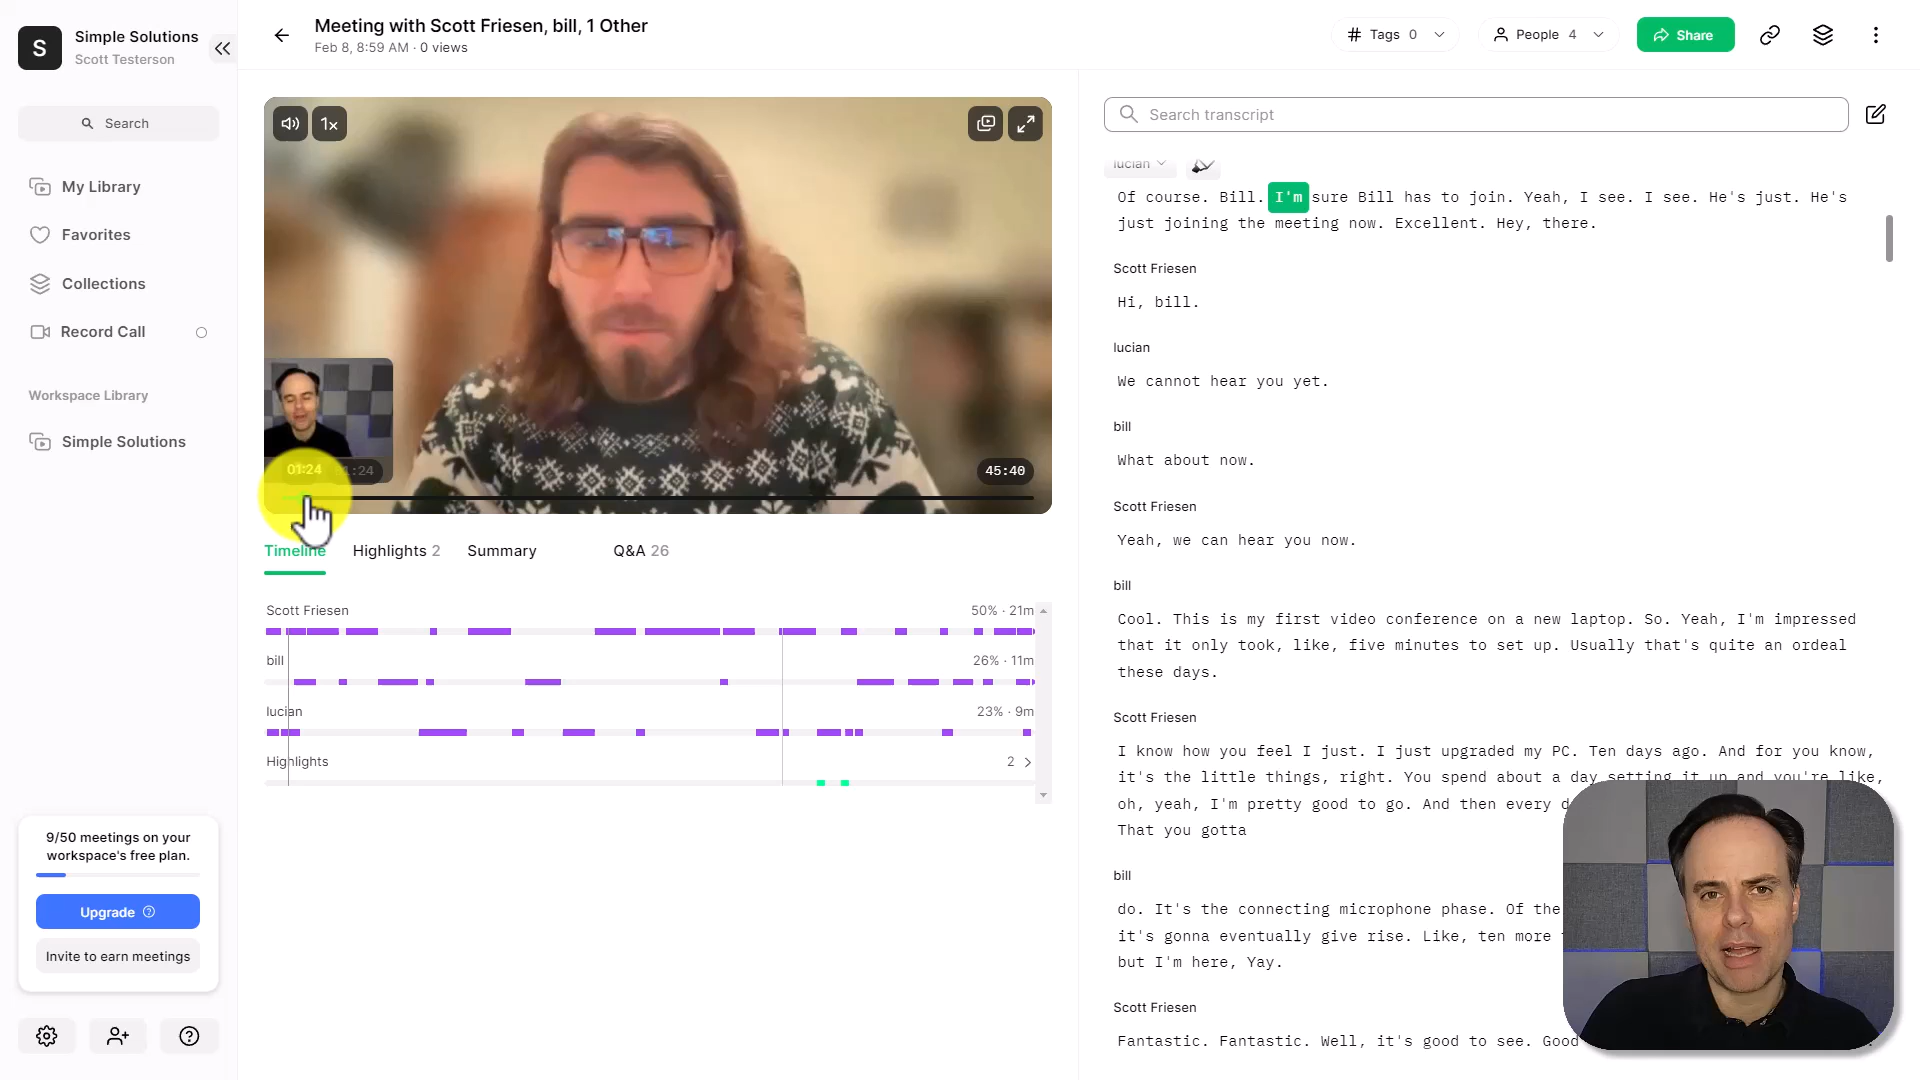 S
Simple Solutions
Scott Testerson
Search
My Library
Favorites
Collections
Record Call
Workspace Library
Simple Solutions
9/50 meetings on your
workspace's free plan.
Upgrade
Invite to earn meetings
Meeting with Scott Friesen, bill, 1 Other
Feb 8, 8:59 AM · 0 views
# Tags 0
People 4
Share
1x
01:24
01:24
45:40
Timeline
Highlights 2
Summary
Q&A 26
Scott Friesen
50% · 21m
bill
26% · 11m
lucian
23% · 9m
Highlights
2
Search transcript
lucian
Of course. Bill. I'm sure Bill has to join. Yeah, I see. I see. He's just. He's
just joining the meeting now. Excellent. Hey, there.
Scott Friesen
Hi, bill.
lucian
We cannot hear you yet.
bill
What about now.
Scott Friesen
Yeah, we can hear you now.
bill
Cool. This is my first video conference on a new laptop. So. Yeah, I'm impressed
that it only took, like, five minutes to set up. Usually that's quite an ordeal
these days.
Scott Friesen
I know how you feel I just. I just upgraded my PC. Ten days ago. And for you know,
it's the little things, right. You spend about a day setting it up and you're like,
oh, yeah, I'm pretty good to go. And then every d
That you gotta
bill
do. It's the connecting microphone phase. Of the
it's gonna eventually give rise. Like, ten more
but I'm here, Yay.
Scott Friesen
Fantastic. Fantastic. Well, it's good to see. Good